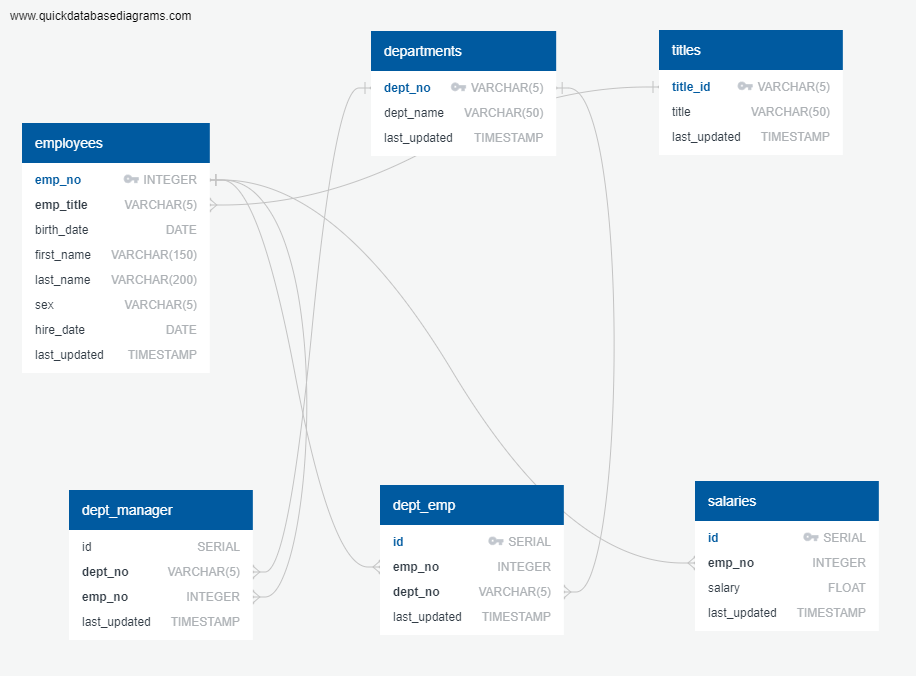 www.quickdatabasediagrams.com
departments
dept_no VARCHAR(5)
dept_name VARCHAR(50)
last_updated TIMESTAMP
titles
title_id VARCHAR(5)
title VARCHAR(50)
last_updated TIMESTAMP
employees
emp_no INTEGER
emp_title VARCHAR(5)
birth_date DATE
first_name VARCHAR(150)
last_name VARCHAR(200)
sex VARCHAR(5)
hire_date DATE
last_updated TIMESTAMP
dept_manager
id SERIAL
dept_no VARCHAR(5)
emp_no INTEGER
last_updated TIMESTAMP
dept_emp
id SERIAL
emp_no INTEGER
dept_no VARCHAR(5)
last_updated TIMESTAMP
salaries
id SERIAL
emp_no INTEGER
salary FLOAT
last_updated TIMESTAMP